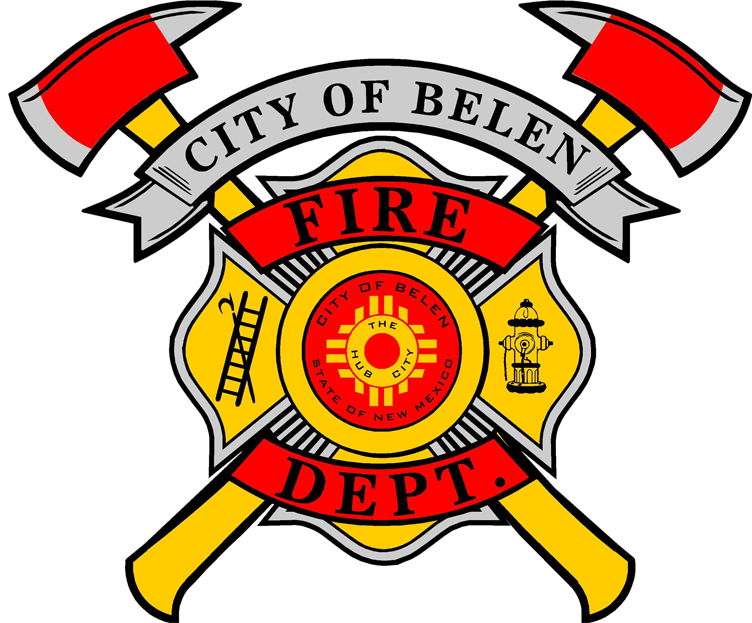 CITY OF BELEN
FIRE
CITY OF BELEN
THE
HUB CITY
STATE OF NEW MEXICO
DEPT.